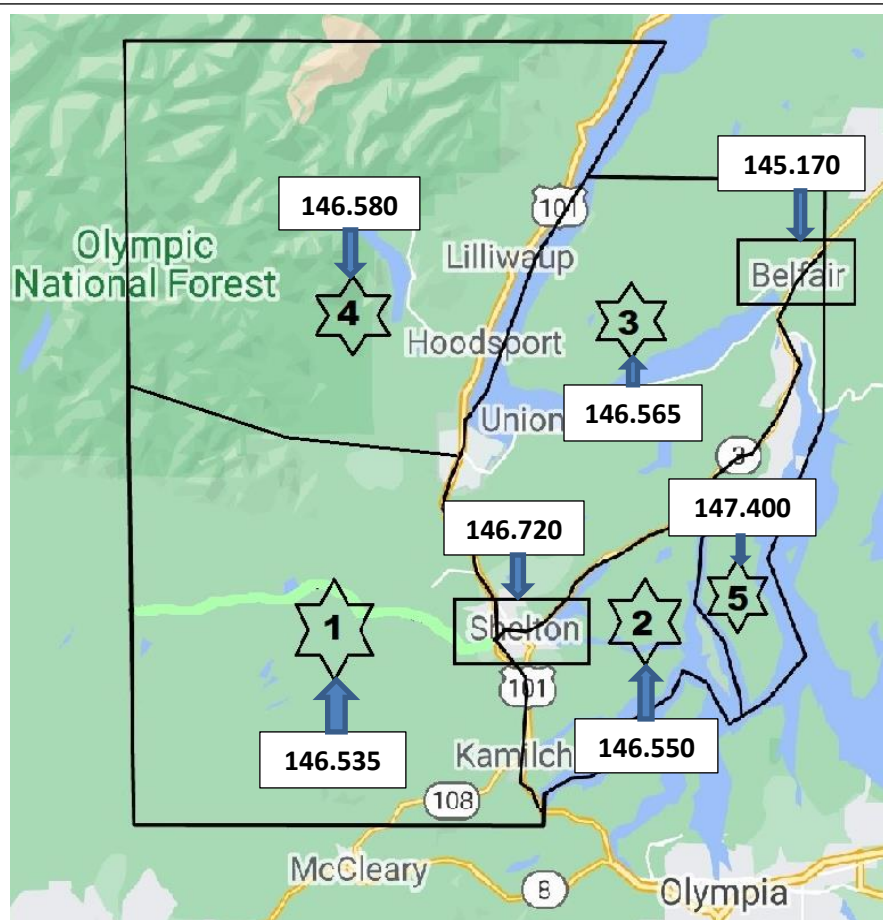 145.170
146.580
101
Olympic
National Forest
Lilliwaup
Belfair
4
3
Hoodsport
Union
146.565
3
147.400
146.720
5
1
Shelton
2
101
146.535
Kamilch
146.550
108
McCleary
8
Olympia